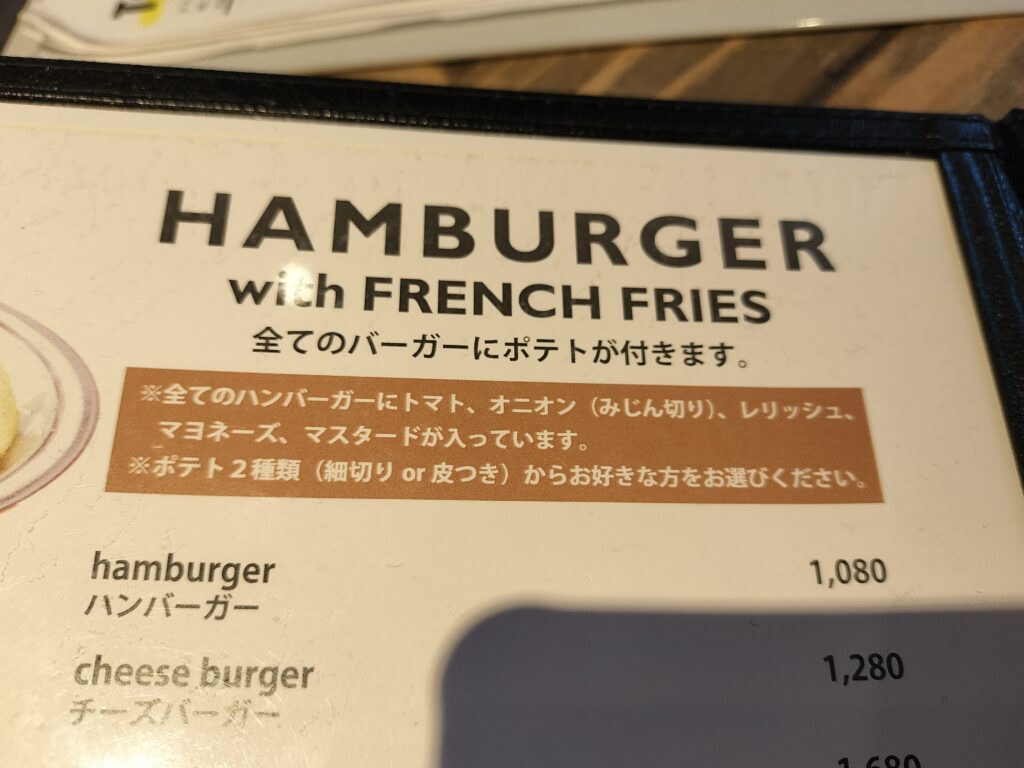 HAMBURGER
with FRENCH FRIES
全てのバーガーにポテトが付きます。
※全てのハンバーガーにトマト、オニオン（みじん切り）、レリッシュ、
マヨネーズ、マスタードが入っています。
※ポテト２種類（細切り or 皮つき）からお好きな方をお選びください。
hamburger 1,080
ハンバーガー
cheese burger 1,280
チーズバーガー
1,680